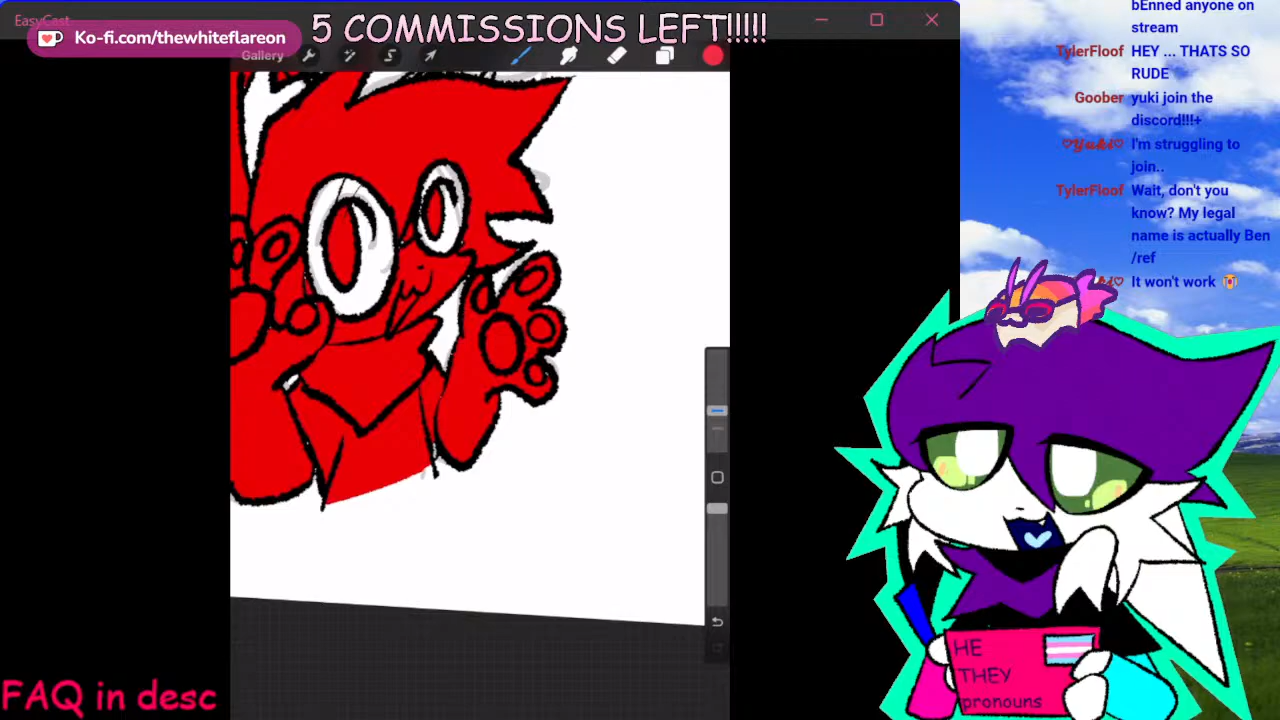 EasyCast
Ko-fi.com/thewhiteflareon
5 COMMISSIONS LEFT!!!!!
Gallery
bEnned anyone on
stream
TylerFloof HEY ... THATS SO
RUDE
Goober yuki join the
discord!!!+
♡𝓨𝓾𝓴𝓲♡ I'm struggling to
join..
TylerFloof Wait, don't you
know? My legal
name is actually Ben
/ref
It won't work 😭
HE
THEY
pronouns
FAQ in desc